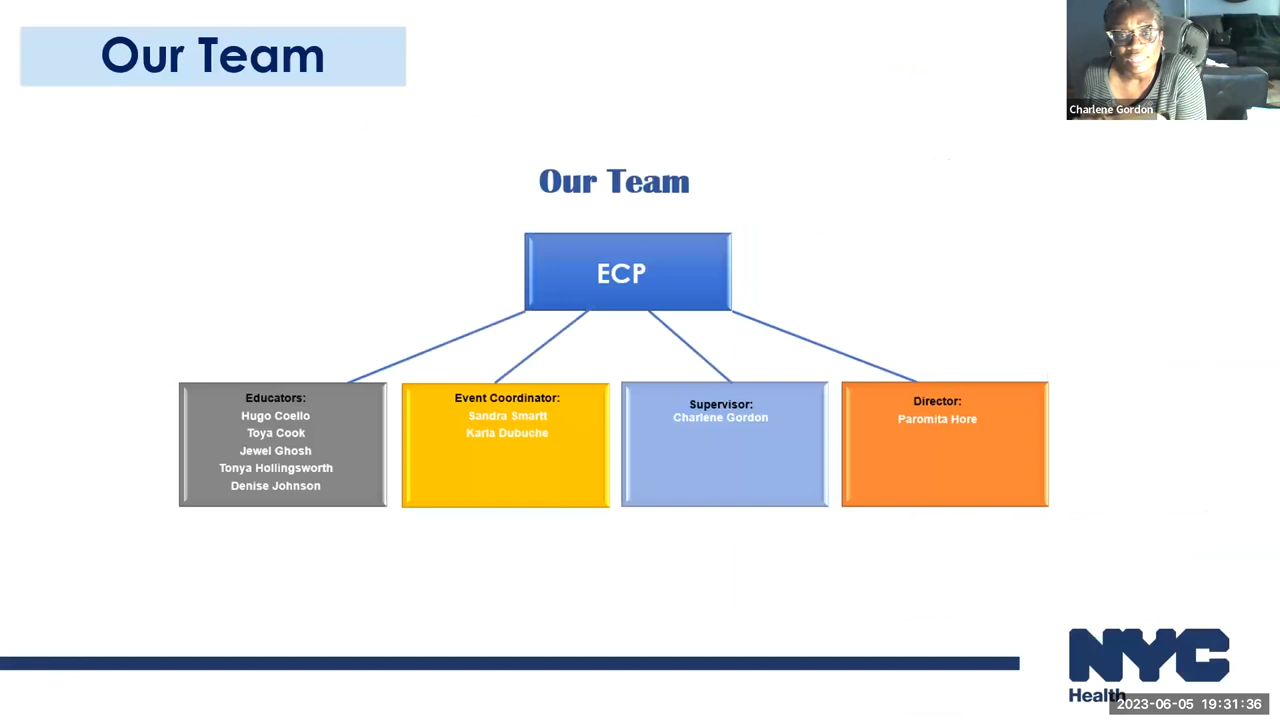 Our Team
Charlene Gordon
Our Team
ECP
Educators:
Hugo Coello
Toya Cook
Jewel Ghosh
Tonya Hollingsworth
Denise Johnson
Event Coordinator:
Sandra Smartt
Karla Dubuche
Supervisor:
Charlene Gordon
Director:
Paromita Hore
NYC
Health
2023-06-05 19:31:36